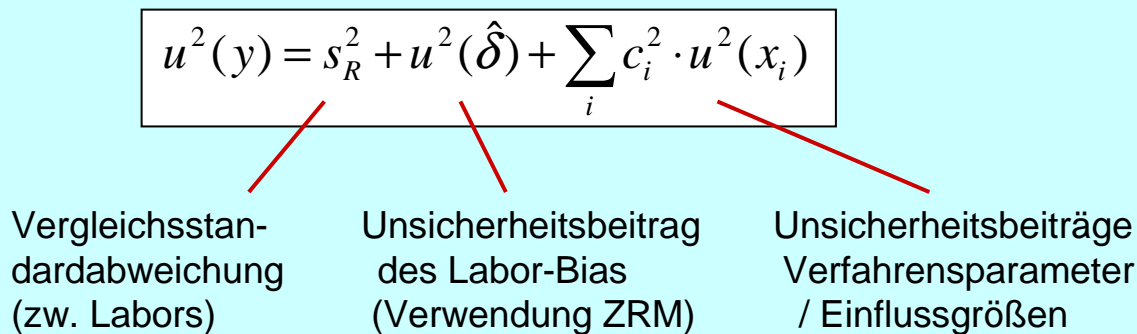 u²(y) = s_R² + u²(δ̂) + ∑_i c_i² · u²(x_i)
Vergleichsstan- Unsicherheitsbeitrag Unsicherheitsbeiträge
dardabweichung des Labor-Bias Verfahrensparameter
(zw. Labors) (Verwendung ZRM) / Einflussgrößen